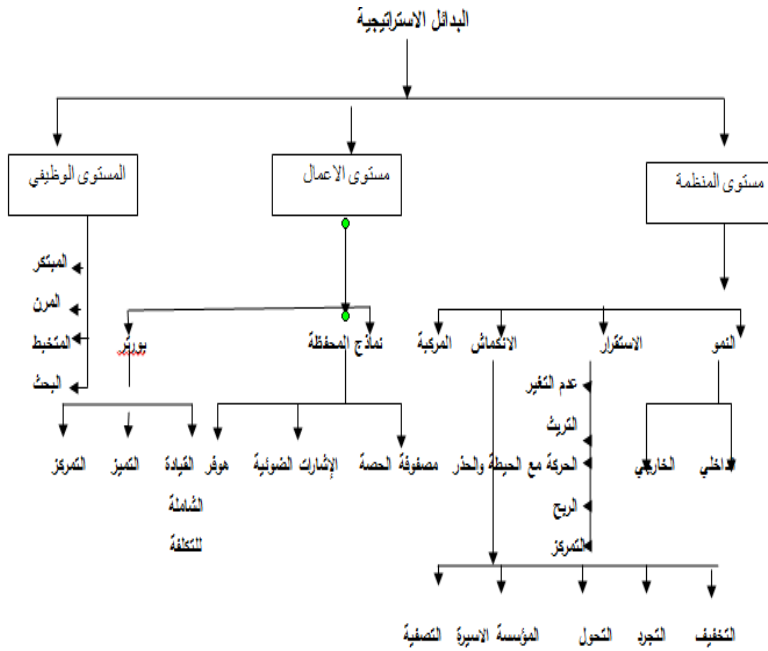 البدائل الاستراتيجية
مستوى المنظمة
مستوى الاعمال
المستوى الوظيفي
المبتكر
المرن
المتخبط
البحث
النمو
الاستقرار
الانكماش
المركبة
نماذج المحفظة
بورتر
عدم التغير
التريث
الحركة مع الحيطة والحذر
الربح
التمركز
الداخلي
الخارجي
مصفوفة الحصة
الإشارات الضوئية
هوفر
القيادة
الشاملة
للتكلفة
التميز
التمركز
التخفيف
التجرد
التحول
المؤسسة الاسيرة
التصفية